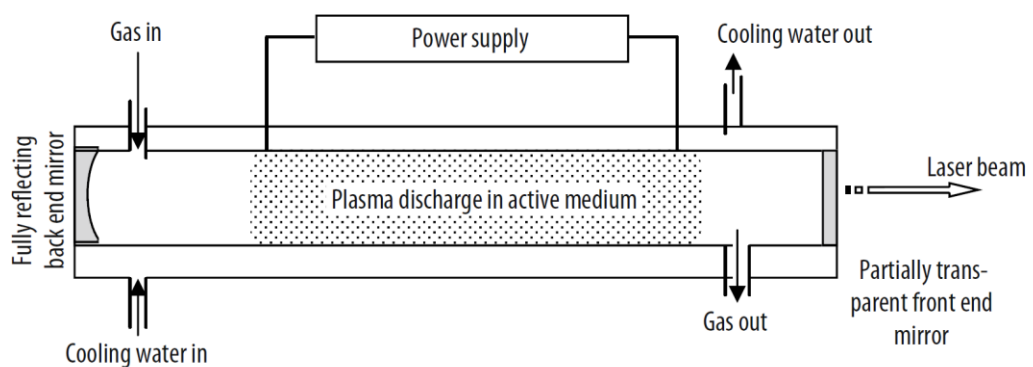 Gas in
Power supply
Cooling water out
Fully reflecting
back end mirror
Plasma discharge in active medium
Laser beam
Partially trans-
parent front end
mirror
Gas out
Cooling water in